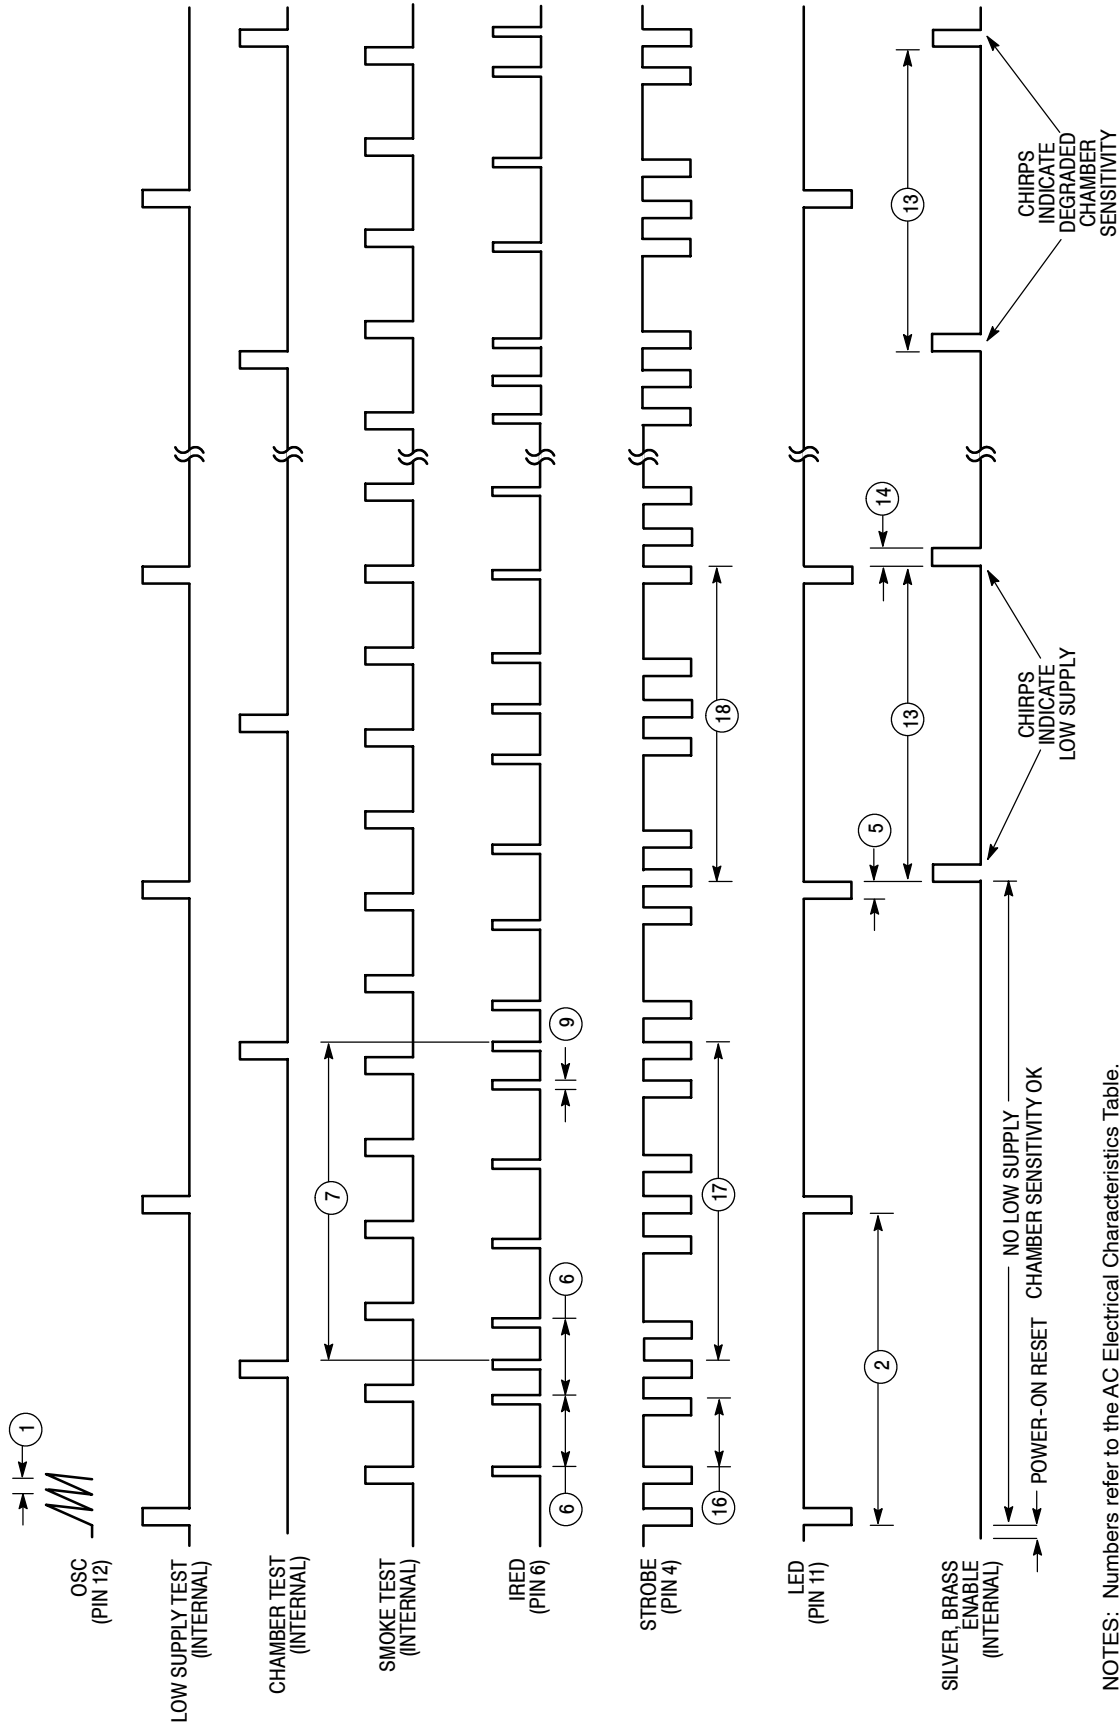 OSC
(PIN 12)
1
LOW SUPPLY TEST
(INTERNAL)
CHAMBER TEST
(INTERNAL)
7
SMOKE TEST
(INTERNAL)
IRED
(PIN 6)
6
6
9
STROBE
(PIN 4)
16
17
18
LED
(PIN 11)
2
5
13
14
13
SILVER, BRASS
ENABLE
(INTERNAL)
POWER-ON RESET
NO LOW SUPPLY
CHAMBER SENSITIVITY OK
CHIRPS
INDICATE
LOW SUPPLY
CHIRPS
INDICATE
DEGRADED
CHAMBER
SENSITIVITY
NOTES: Numbers refer to the AC Electrical Characteristics Table.